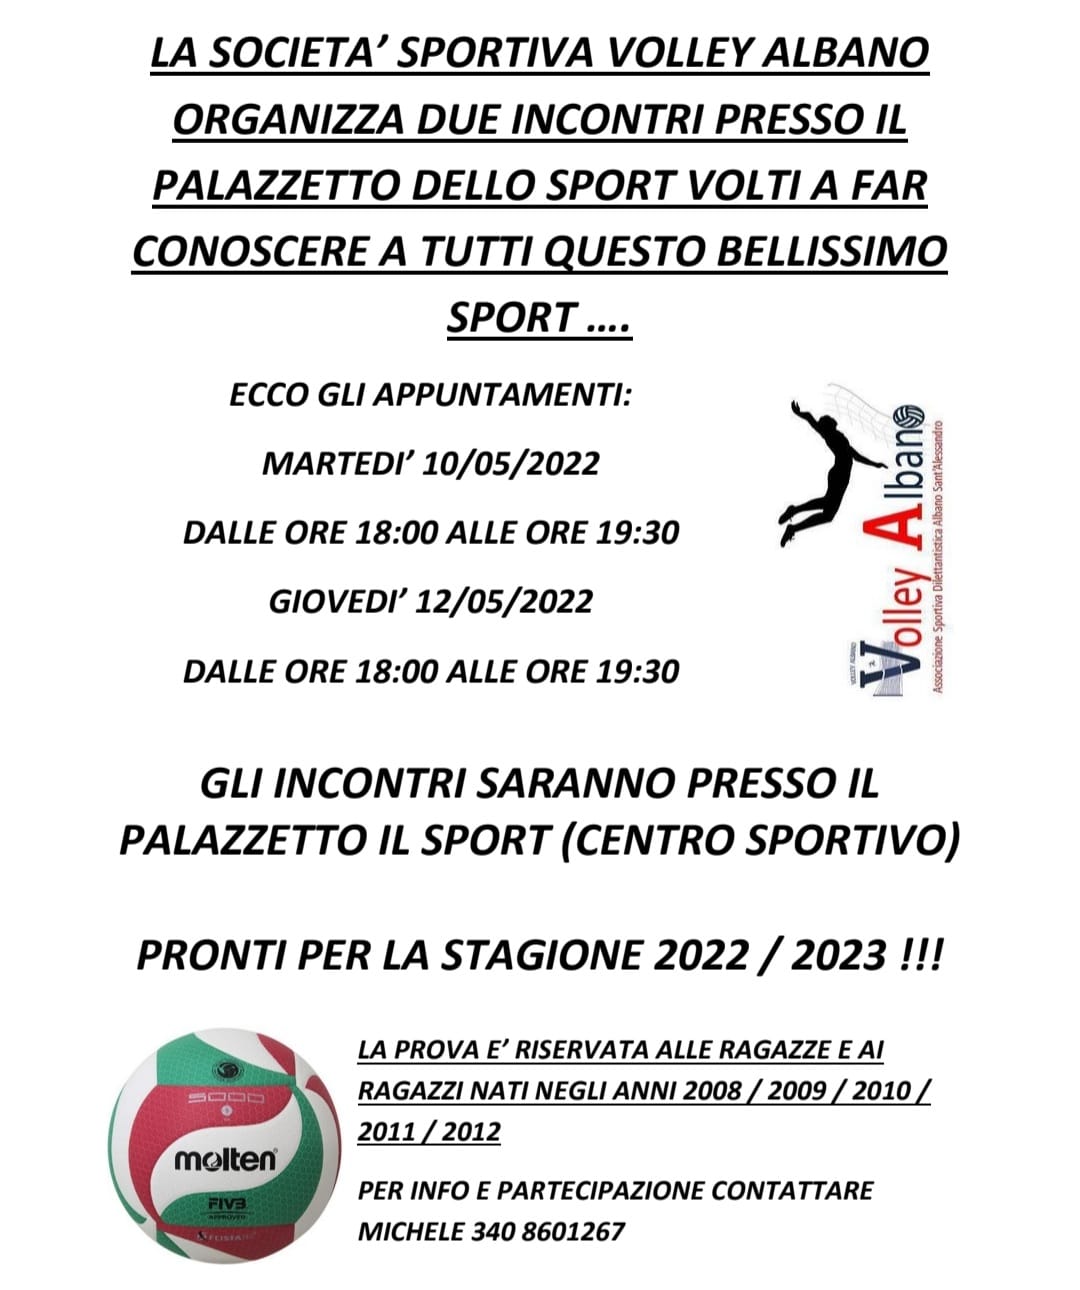 LA SOCIETA’ SPORTIVA VOLLEY ALBANO
ORGANIZZA DUE INCONTRI PRESSO IL
PALAZZETTO DELLO SPORT VOLTI A FAR
CONOSCERE A TUTTI QUESTO BELLISSIMO
SPORT ....
ECCO GLI APPUNTAMENTI:
MARTEDI’ 10/05/2022
DALLE ORE 18:00 ALLE ORE 19:30
GIOVEDI’ 12/05/2022
DALLE ORE 18:00 ALLE ORE 19:30
VOLLEY ALBANO
Volley Albano
Associazione Sportiva Dilettantistica Albano Sant'Alessandro
GLI INCONTRI SARANNO PRESSO IL
PALAZZETTO IL SPORT (CENTRO SPORTIVO)
PRONTI PER LA STAGIONE 2022 / 2023 !!!
5000
molten
FIVB
APPROVED
FLISTATEC
LA PROVA E’ RISERVATA ALLE RAGAZZE E AI
RAGAZZI NATI NEGLI ANNI 2008 / 2009 / 2010 /
2011 / 2012
PER INFO E PARTECIPAZIONE CONTATTARE
MICHELE 340 8601267